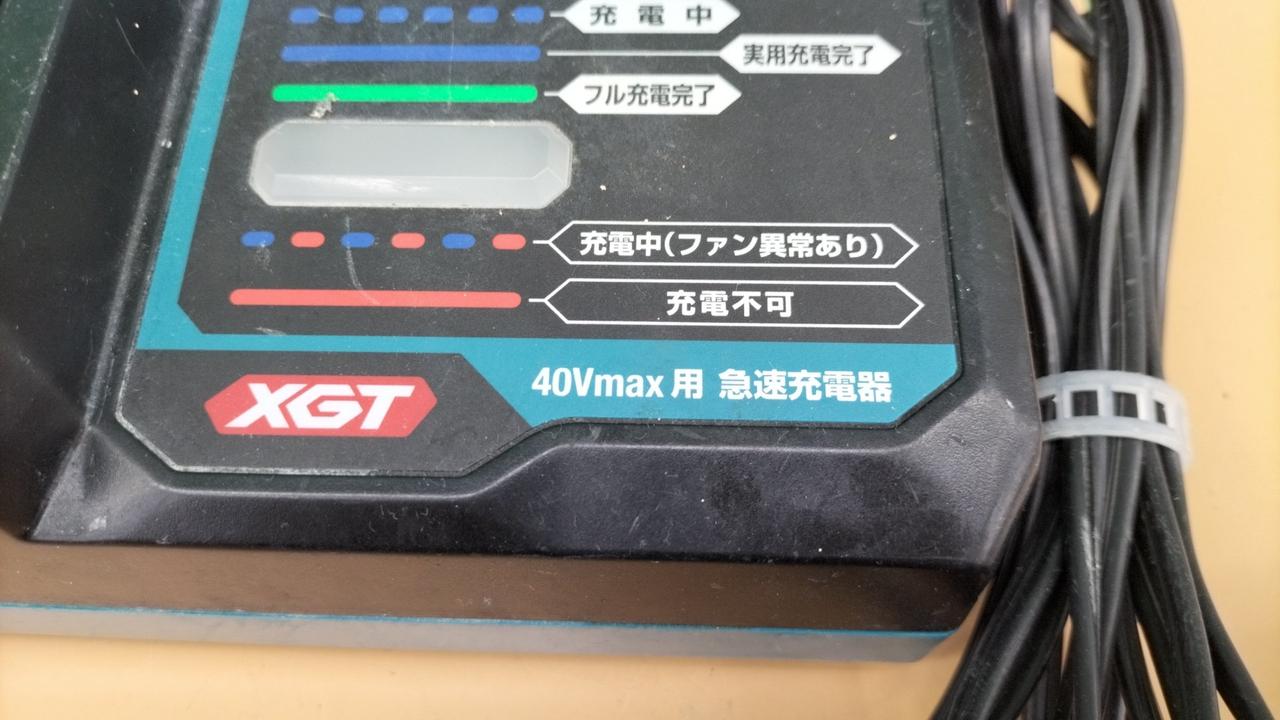 充電中
実用充電完了
フル充電完了
充電中(ファン異常あり)
充電不可
XGT
40Vmax用 急速充電器